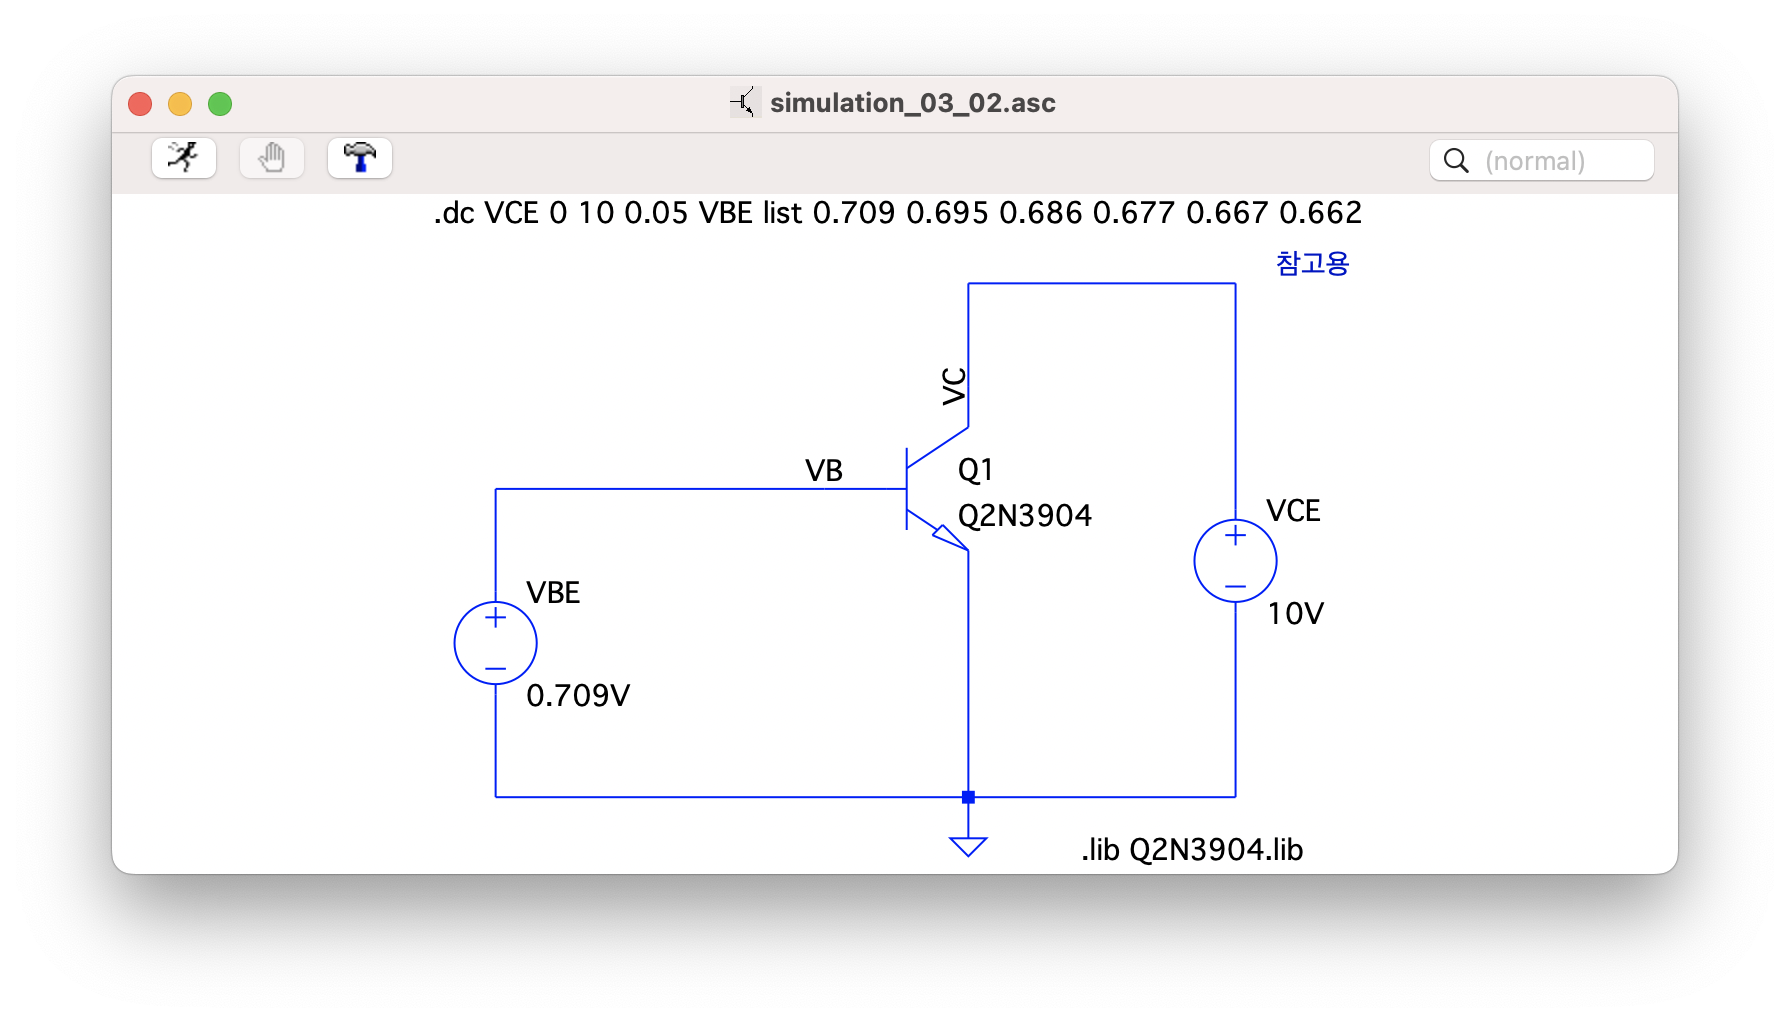 simulation_03_02.asc
(normal)
.dc VCE 0 10 0.05 VBE list 0.709 0.695 0.686 0.677 0.667 0.662
참고용
VC
VB
Q1
Q2N3904
VCE
+
−
10V
VBE
+
−
0.709V
.lib Q2N3904.lib